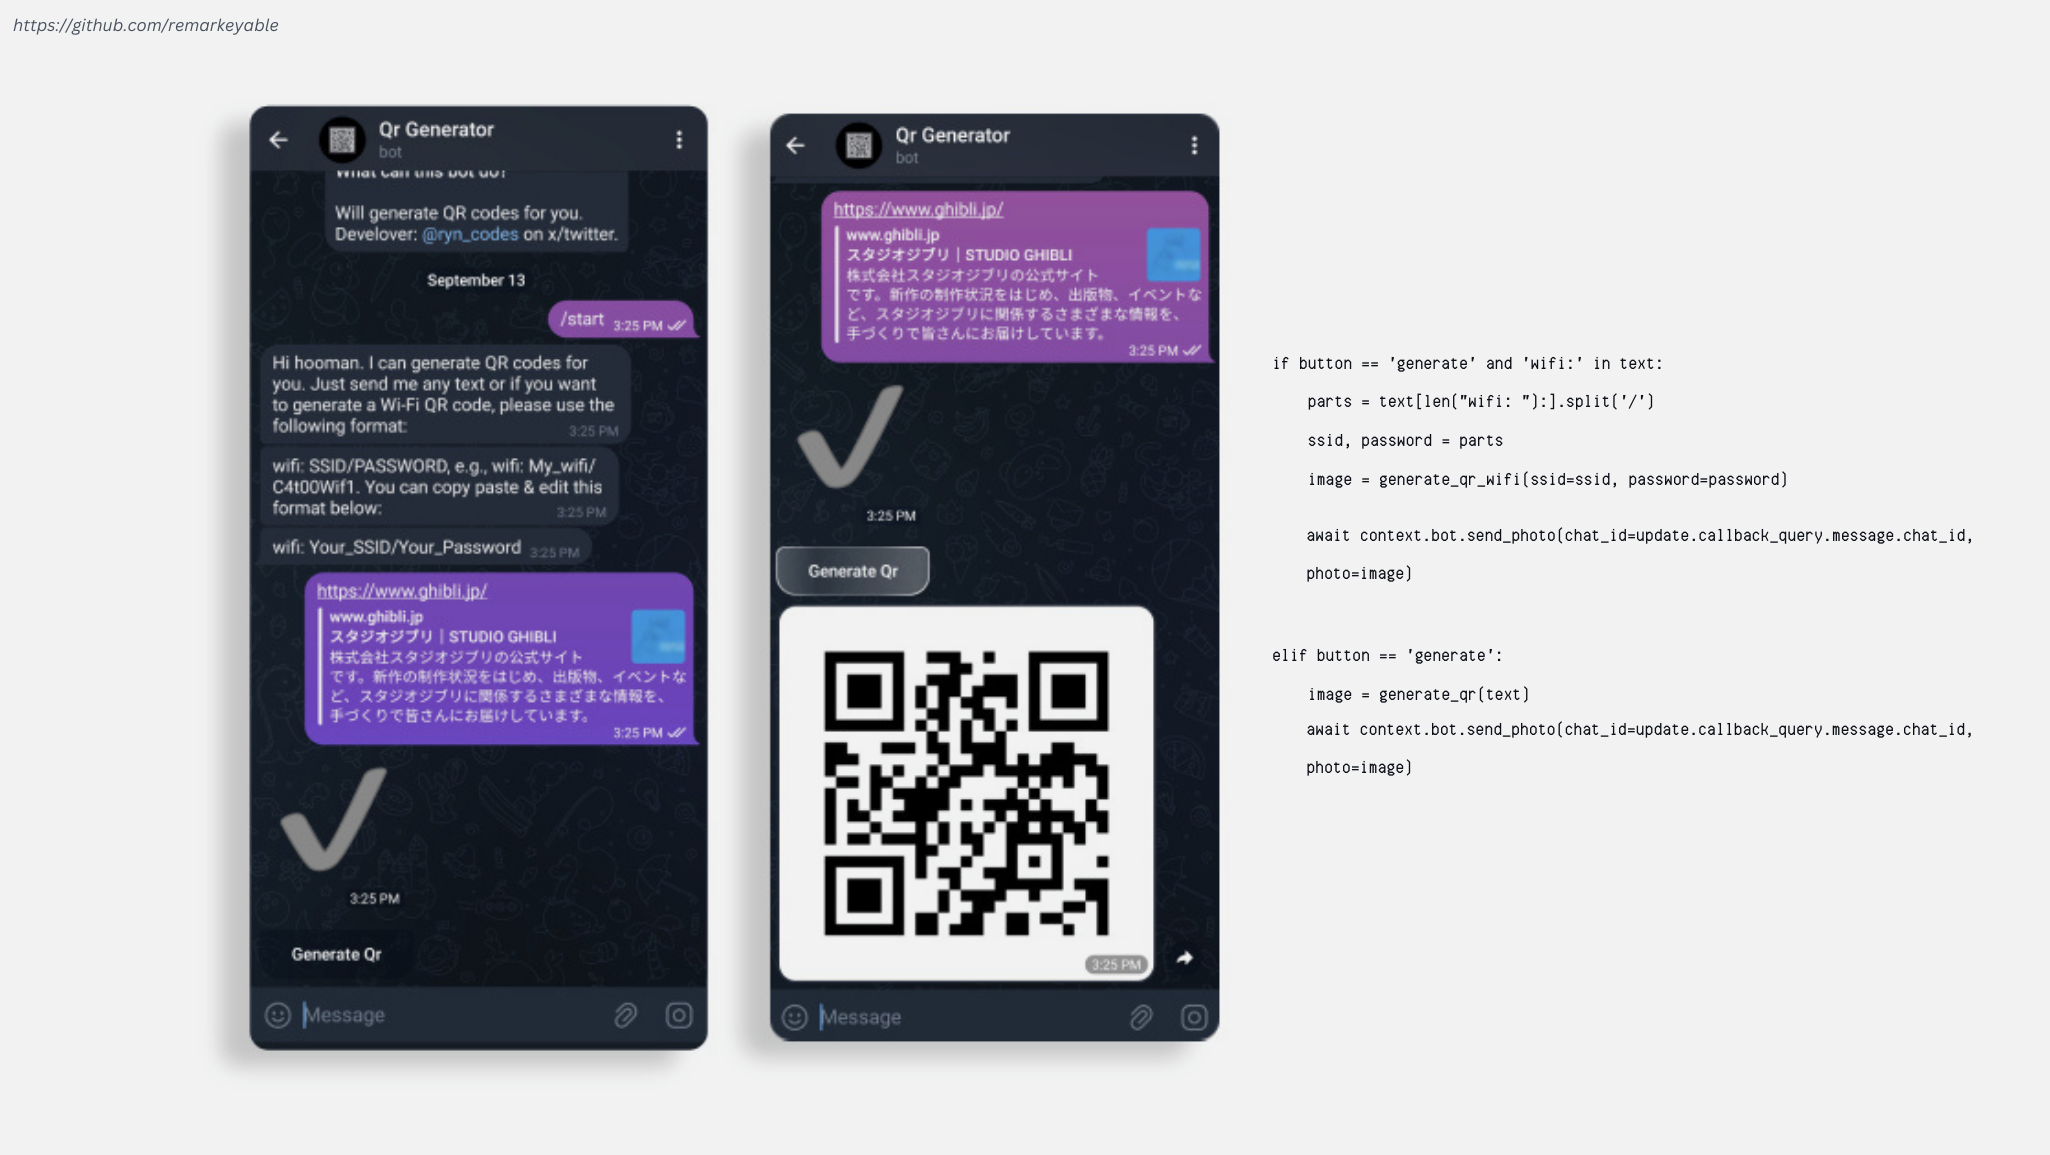 https://github.com/remarkeyable
Qr Generator
bot
What can this bot do?
Will generate QR codes for you.
Develover: @ryn_codes on x/twitter.
September 13
/start 3:25 PM
Hi hooman. I can generate QR codes for
you. Just send me any text or if you want
to generate a Wi-Fi QR code, please use the
following format: 3:25 PM
wifi: SSID/PASSWORD, e.g., wifi: My_wifi/
C4t00Wif1. You can copy paste & edit this
format below: 3:25 PM
wifi: Your_SSID/Your_Password 3:25 PM
https://www.ghibli.jp/
www.ghibli.jp
スタジオジブリ｜STUDIO GHIBLI
株式会社スタジオジブリの公式サイト
です。新作の制作状況をはじめ、出版物、イベントな
ど、スタジオジブリに関係するさまざまな情報を、
手づくりで皆さんにお届けしています。
3:25 PM
3:25 PM
Generate Qr
Message
Qr Generator
bot
https://www.ghibli.jp/
www.ghibli.jp
スタジオジブリ｜STUDIO GHIBLI
株式会社スタジオジブリの公式サイト
です。新作の制作状況をはじめ、出版物、イベントな
ど、スタジオジブリに関係するさまざまな情報を、
手づくりで皆さんにお届けしています。
3:25 PM
3:25 PM
Generate Qr
3:25 PM
Message
if button == 'generate' and 'wifi:' in text:
parts = text[len("wifi: "):].split('/')
ssid, password = parts
image = generate_qr_wifi(ssid=ssid, password=password)
await context.bot.send_photo(chat_id=update.callback_query.message.chat_id,
photo=image)
elif button == 'generate':
image = generate_qr(text)
await context.bot.send_photo(chat_id=update.callback_query.message.chat_id,
photo=image)